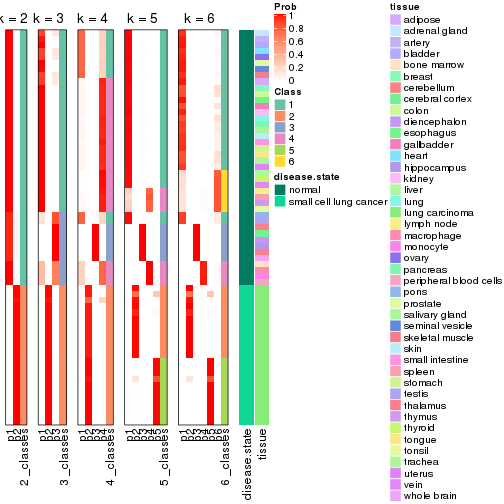 k = 2
k = 3
k = 4
k = 5
k = 6
p1
p2
2_classes
p1
p2
p3
3_classes
p1
p2
p3
p4
4_classes
p1
p2
p3
p4
p5
5_classes
p1
p2
p3
p4
p5
p6
6_classes
disease.state
tissue
Prob
1
0.8
0.6
0.4
0.2
0
Class
1
2
3
4
5
6
disease.state
normal
small cell lung cancer
tissue
adipose
adrenal gland
artery
bladder
bone marrow
breast
cerebellum
cerebral cortex
colon
diencephalon
esophagus
gallbladder
heart
hippocampus
kidney
liver
lung
lung carcinoma
lymph node
macrophage
monocyte
ovary
pancreas
peripheral blood cells
pons
prostate
salivary gland
seminal vesicle
skeletal muscle
skin
small intestine
spleen
stomach
testis
thalamus
thymus
thyroid
tongue
tonsil
trachea
uterus
vein
whole brain